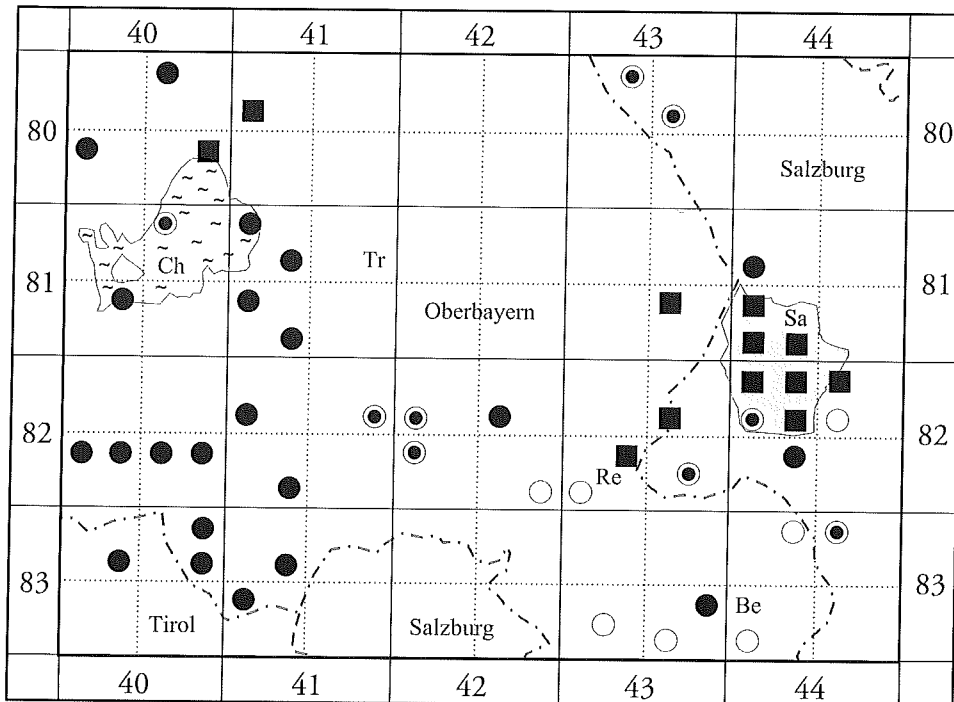 40 41 42 43 44
80 80
Salzburg
Ch Tr
81 81
Oberbayern Sa
82 82
Re
83 83
Be
Tirol Salzburg
40 41 42 43 44